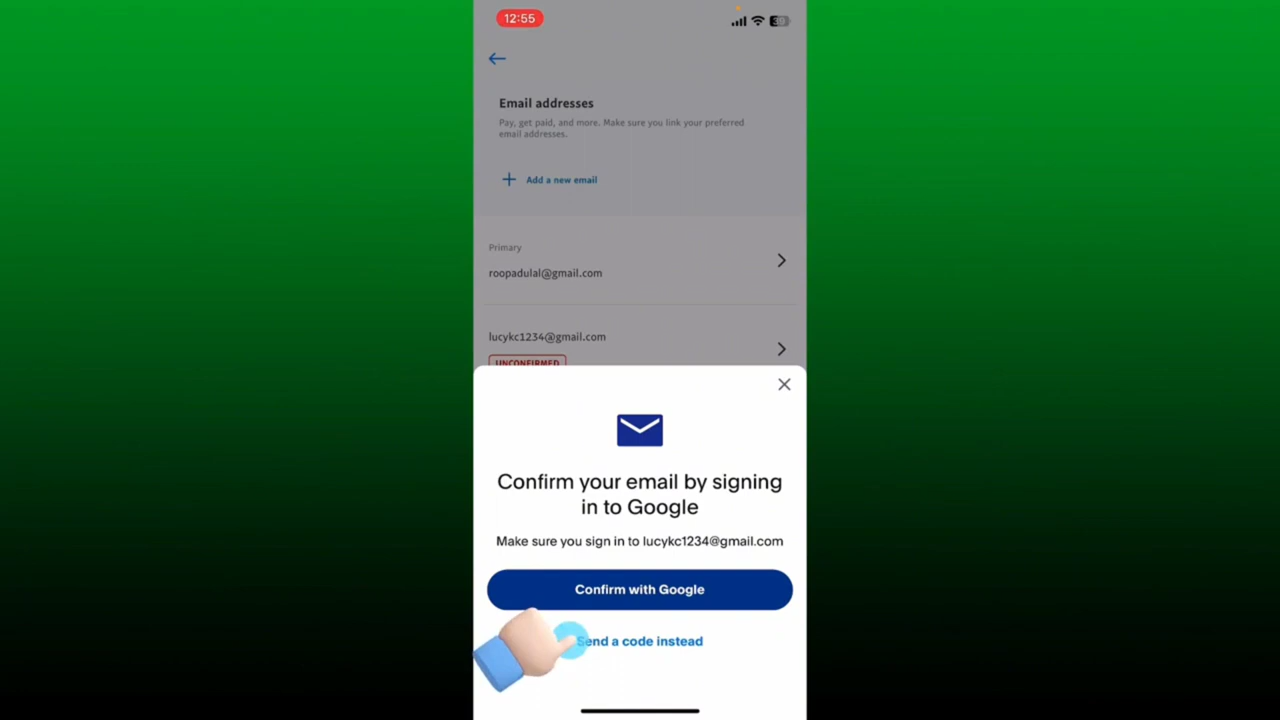 12:55
39
Email addresses
Pay, get paid, and more. Make sure you link your preferred
email addresses.
Add a new email
Primary
roopadulal@gmail.com
lucykc1234@gmail.com
UNCONFIRMED
Confirm your email by signing
in to Google
Make sure you sign in to lucykc1234@gmail.com
Confirm with Google
Send a code instead